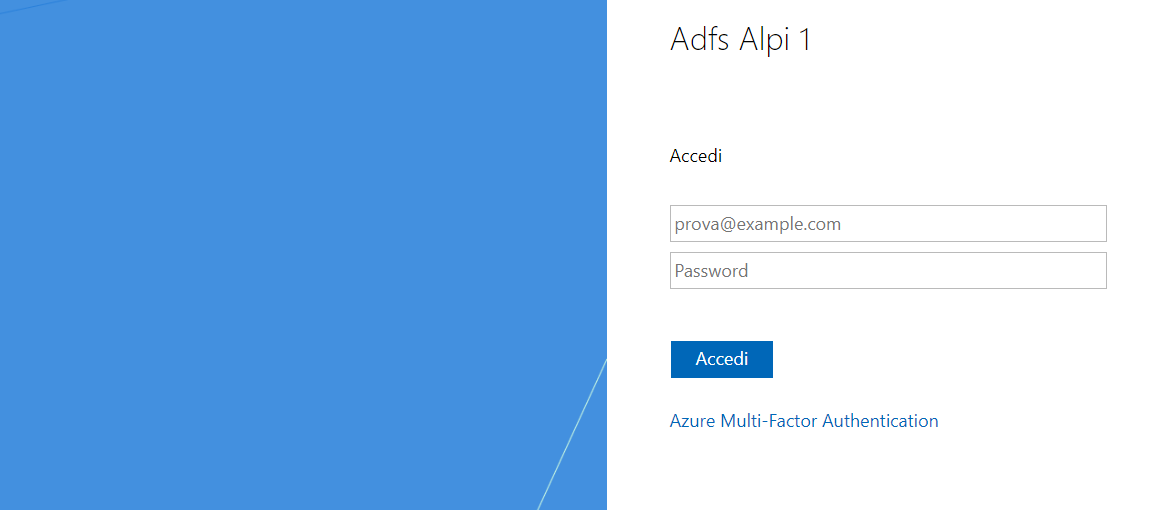 Adfs Alpi 1
Accedi
prova@example.com
Password
Accedi
Azure Multi-Factor Authentication